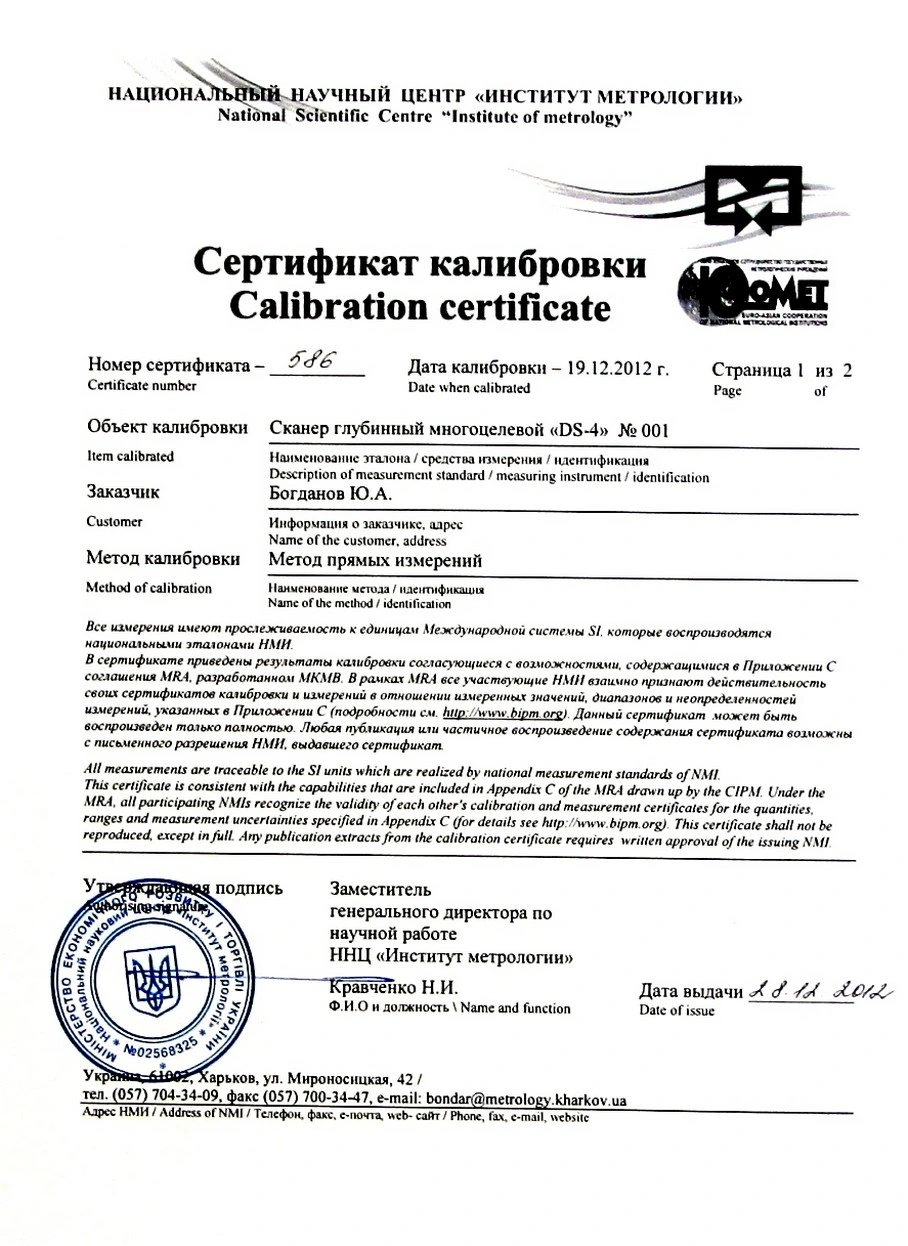 НАЦИОНАЛЬНЫЙ НАУЧНЫЙ ЦЕНТР «ИНСТИТУТ МЕТРОЛОГИИ»
National Scientific Centre “Institute of metrology”
Сертификат калибровки
Calibration certificate
КООМЕТ
EURO-ASIAN COOPERATION
OF NATIONAL METROLOGICAL INSTITUTIONS
Номер сертификата – 586 Дата калибровки – 19.12.2012 г. Страница 1 из 2
Certificate number Date when calibrated Page of
Объект калибровки Сканер глубинный многоцелевой «DS-4» № 001
Item calibrated Наименование эталона / средства измерения / идентификация
Description of measurement standard / measuring instrument / identification
Заказчик Богданов Ю.А.
Customer Информация о заказчике, адрес
Name of the customer, address
Метод калибровки Метод прямых измерений
Method of calibration Наименование метода / идентификация
Name of the method / identification
Все измерения имеют прослеживаемость к единицам Международной системы SI, которые воспроизводятся
национальными эталонами НМИ.
В сертификате приведены результаты калибровки согласующиеся с возможностями, содержащимися в Приложении С
соглашения MRA, разработанном МКМВ. В рамках MRA все участвующие НМИ взаимно признают действительность
своих сертификатов калибровки и измерений в отношении измеренных значений, диапазонов и неопределенностей
измерений, указанных в Приложении С (подробности см. http://www.bipm.org). Данный сертификат может быть
воспроизведен только полностью. Любая публикация или частичное воспроизведение содержания сертификата возможны
с письменного разрешения НМИ, выдавшего сертификат.
All measurements are traceable to the SI units which are realized by national measurement standards of NMI.
This certificate is consistent with the capabilities that are included in Appendix C of the MRA drawn up by the CIPM. Under the
MRA, all participating NMIs recognize the validity of each other's calibration and measurement certificates for the quantities,
ranges and measurement uncertainties specified in Appendix C (for details see http://www.bipm.org). This certificate shall not be
reproduced, except in full. Any publication extracts from the calibration certificate requires written approval of the issuing NMI.
Утверждающая подпись
Authorising signature
Заместитель
генерального директора по
научной работе
ННЦ «Институт метрологии»
Кравченко Н.И.
Ф.И.О и должность \ Name and function
Дата выдачи 28.12 2012
Date of issue
МІНІСТЕРСТВО ЕКОНОМІЧНОГО РОЗВИТКУ І ТОРГІВЛІ УКРАЇНИ
Національний науковий центр «Інститут метрології»
* №02568325 *
Украина, 61002, Харьков, ул. Мироносицкая, 42 /
тел. (057) 704-34-09, факс (057) 700-34-47, e-mail: bondar@metrology.kharkov.ua
Адрес НМИ / Address of NMI / Телефон, факс, е-почта, web- сайт / Phone, fax, e-mail, website